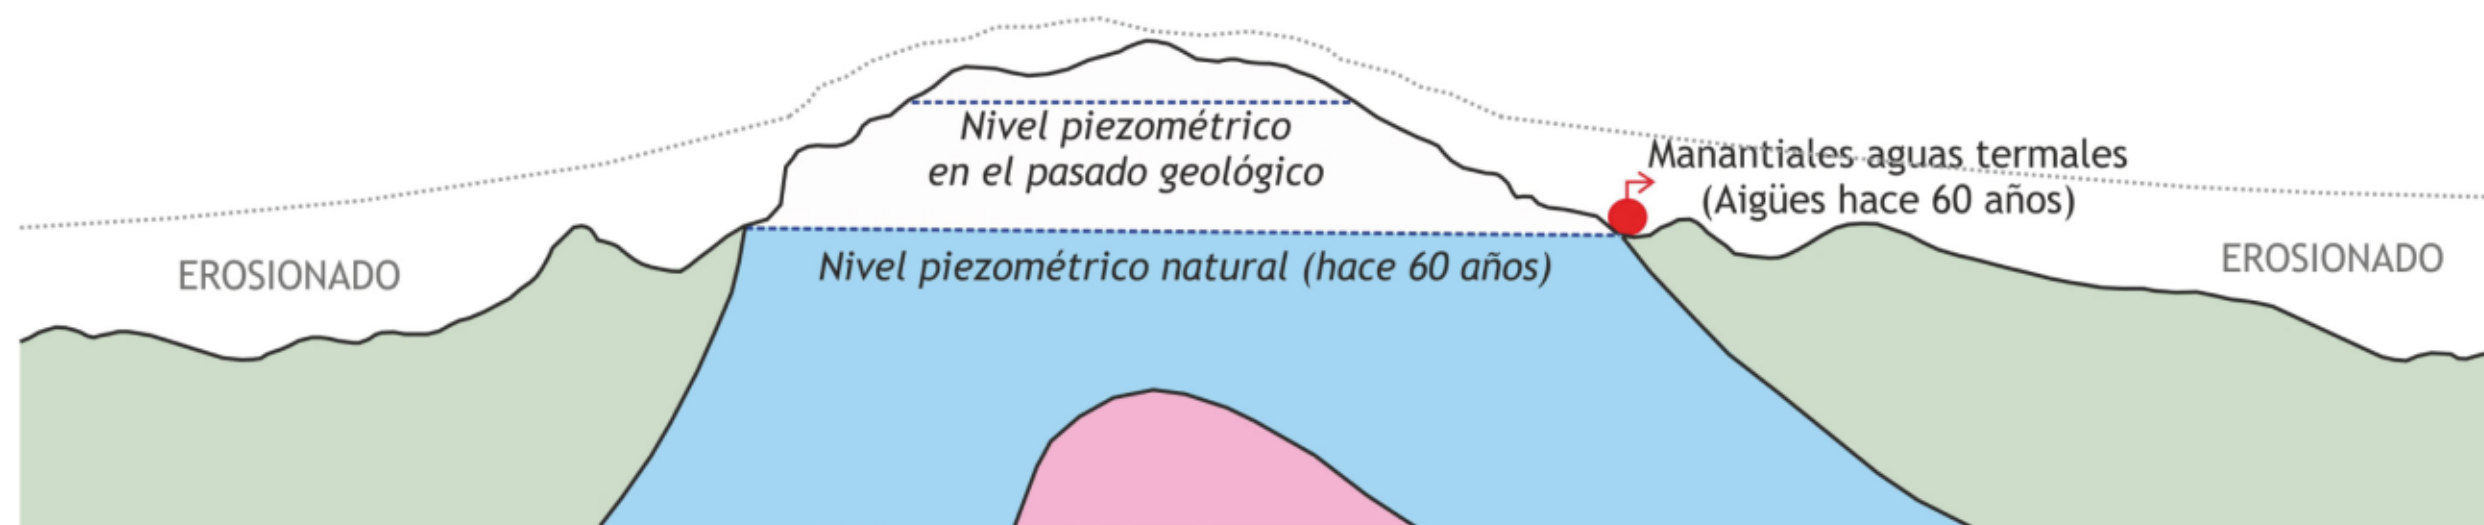 Nivel piezométrico
en el pasado geológico
Manantiales aguas termales
(Aigües hace 60 años)
EROSIONADO
Nivel piezométrico natural (hace 60 años)
EROSIONADO